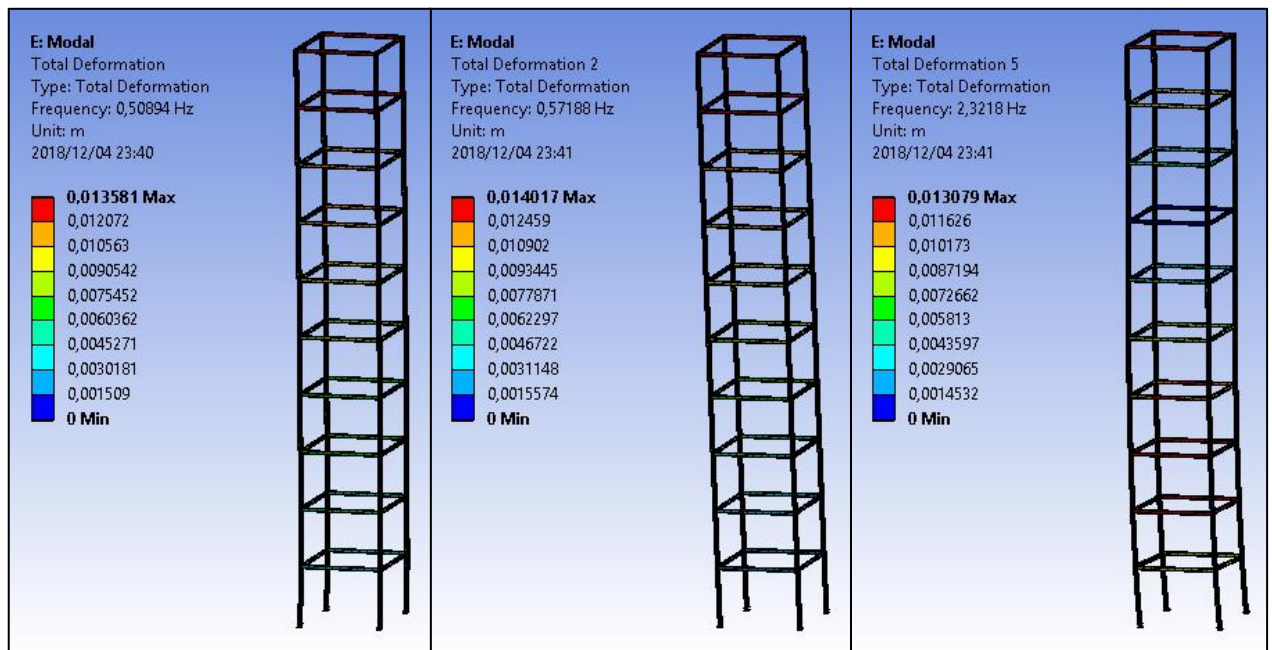 E: Modal
Total Deformation
Type: Total Deformation
Frequency: 0,50894 Hz
Unit: m
2018/12/04 23:40
0,013581 Max
0,012072
0,010563
0,0090542
0,0075452
0,0060362
0,0045271
0,0030181
0,001509
0 Min
E: Modal
Total Deformation 2
Type: Total Deformation
Frequency: 0,57188 Hz
Unit: m
2018/12/04 23:41
0,014017 Max
0,012459
0,010902
0,0093445
0,0077871
0,0062297
0,0046722
0,0031148
0,0015574
0 Min
E: Modal
Total Deformation 5
Type: Total Deformation
Frequency: 2,3218 Hz
Unit: m
2018/12/04 23:41
0,013079 Max
0,011626
0,010173
0,0087194
0,0072662
0,005813
0,0043597
0,0029065
0,0014532
0 Min